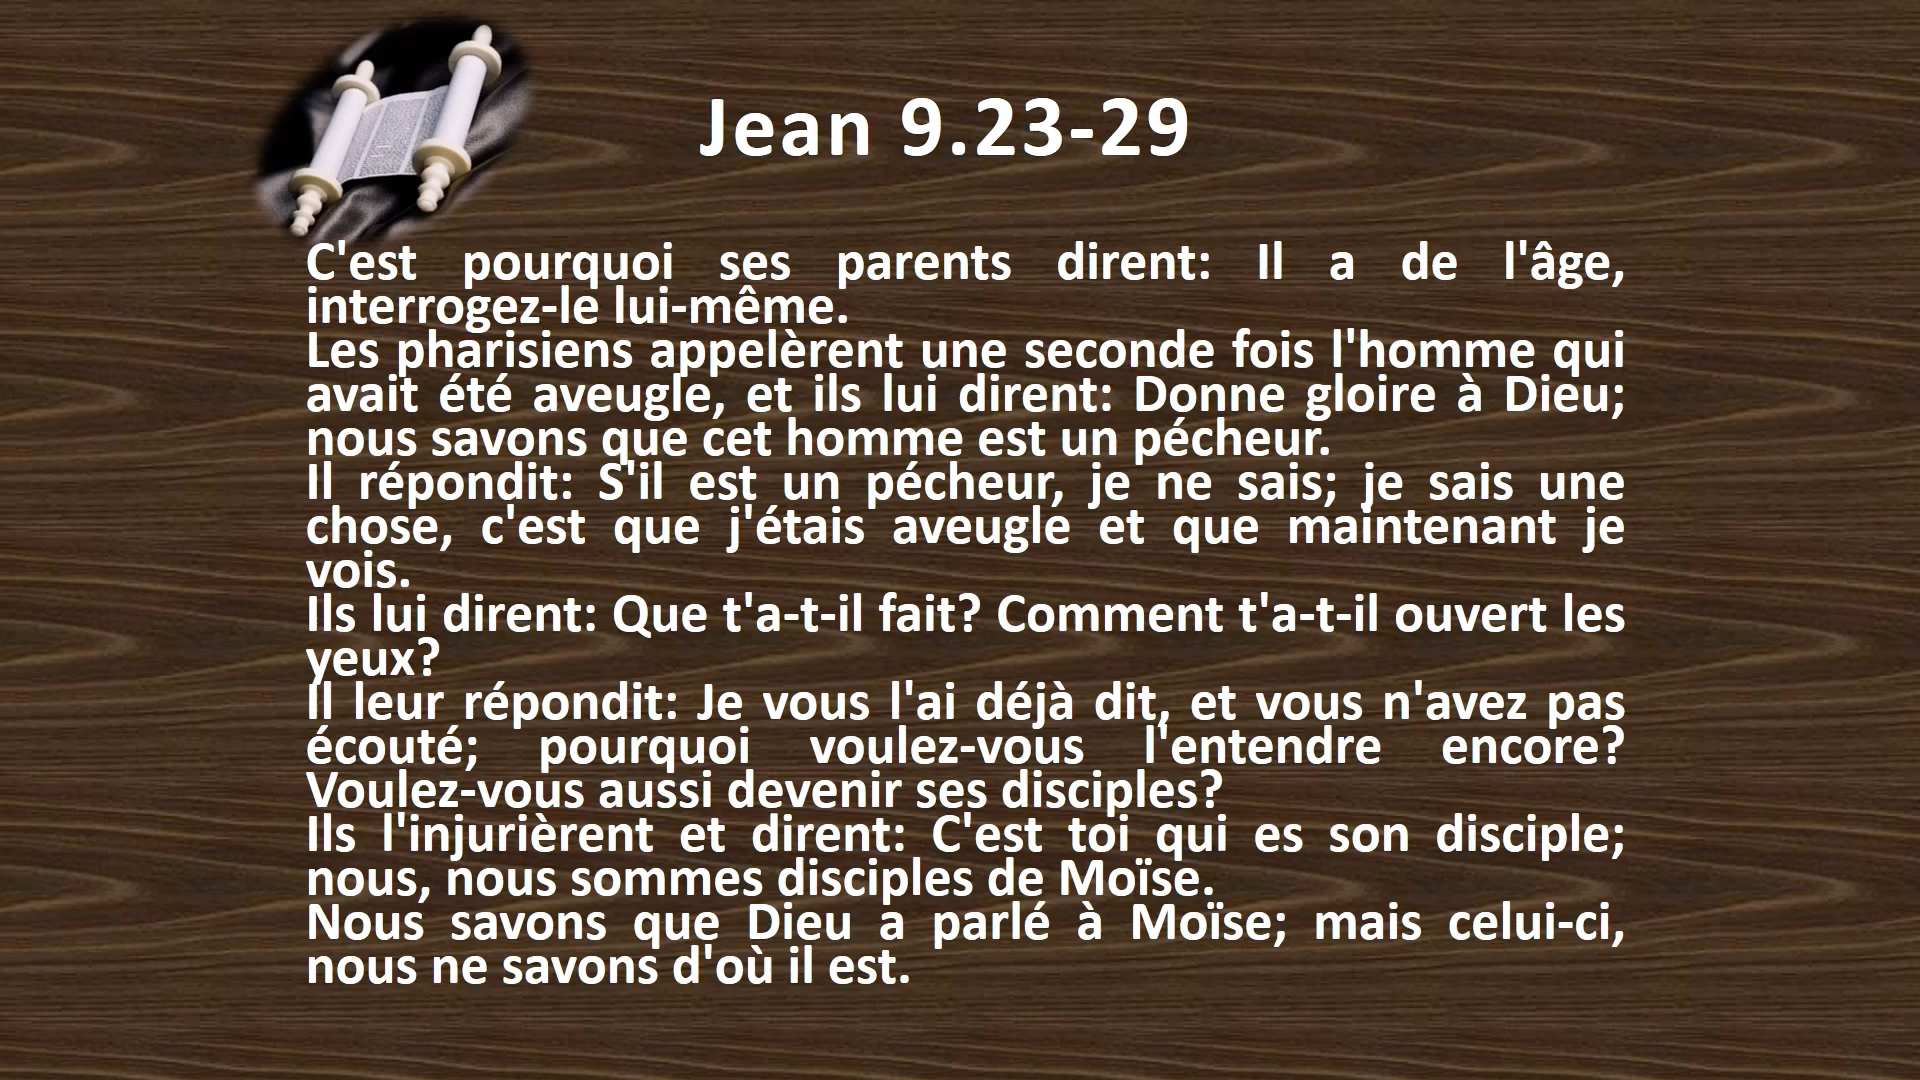 Jean 9.23-29
C'est pourquoi ses parents dirent: Il a de l'âge,
interrogez-le lui-même.
Les pharisiens appelèrent une seconde fois l'homme qui
avait été aveugle, et ils lui dirent: Donne gloire à Dieu;
nous savons que cet homme est un pécheur.
Il répondit: S'il est un pécheur, je ne sais; je sais une
chose, c'est que j'étais aveugle et que maintenant je
vois.
Ils lui dirent: Que t'a-t-il fait? Comment t'a-t-il ouvert les
yeux?
Il leur répondit: Je vous l'ai déjà dit, et vous n'avez pas
écouté; pourquoi voulez-vous l'entendre encore?
Voulez-vous aussi devenir ses disciples?
Ils l'injurièrent et dirent: C'est toi qui es son disciple;
nous, nous sommes disciples de Moïse.
Nous savons que Dieu a parlé à Moïse; mais celui-ci,
nous ne savons d'où il est.